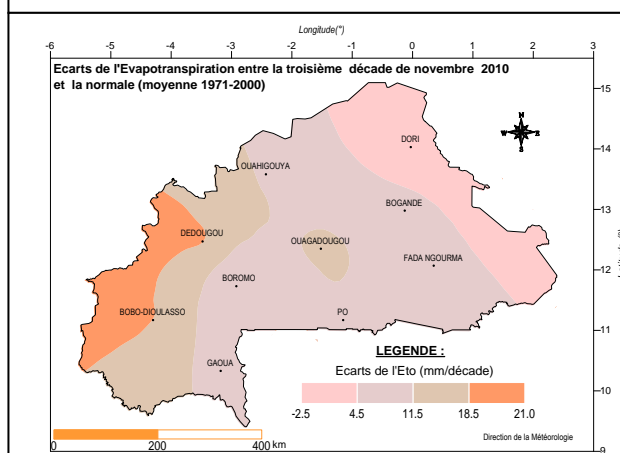 Longitude(°)
-6 -5 -4 -3 -2 -1 0 1 2 3
Ecarts de l'Evapotranspiration entre la troisième décade de novembre 2010
et la normale (moyenne 1971-2000)
15
N
W E
S
DORI
14
OUAHIGOUYA
BOGANDE
13
DEDOUGOU
OUAGADOUGOU
FADA NGOURMA
12
BOROMO
BOBO-DIOULASSO
PO
11
LEGENDE :
GAOUA
Ecarts de l'Eto (mm/décade)
10
-2.5 4.5 11.5 18.5 21.0
Direction de la Météorologie
0 200 400 km
9